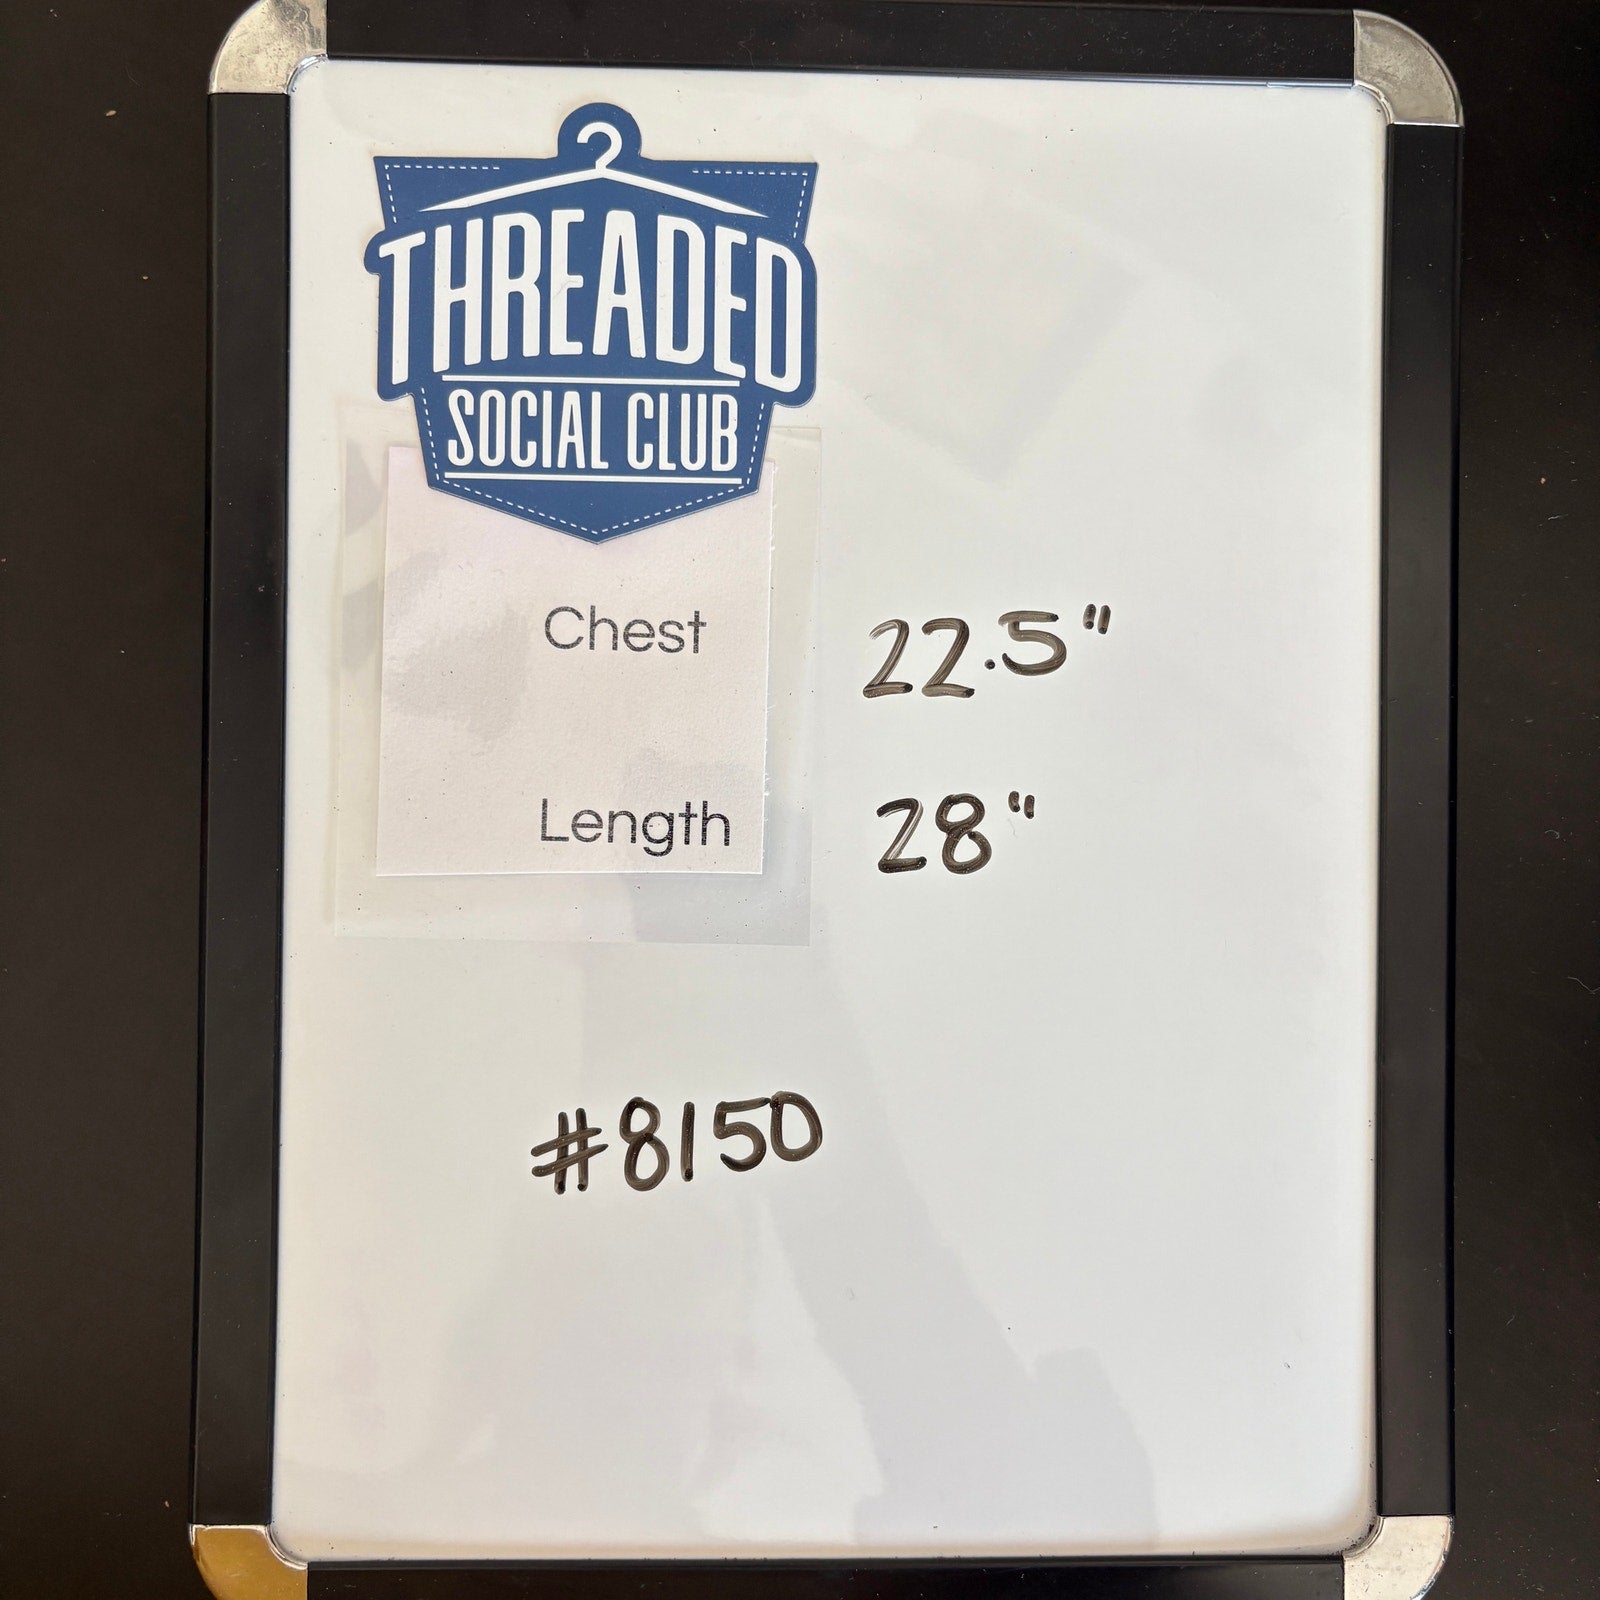 THREADED
SOCIAL CLUB
Chest 22.5"
Length 28"
#8150